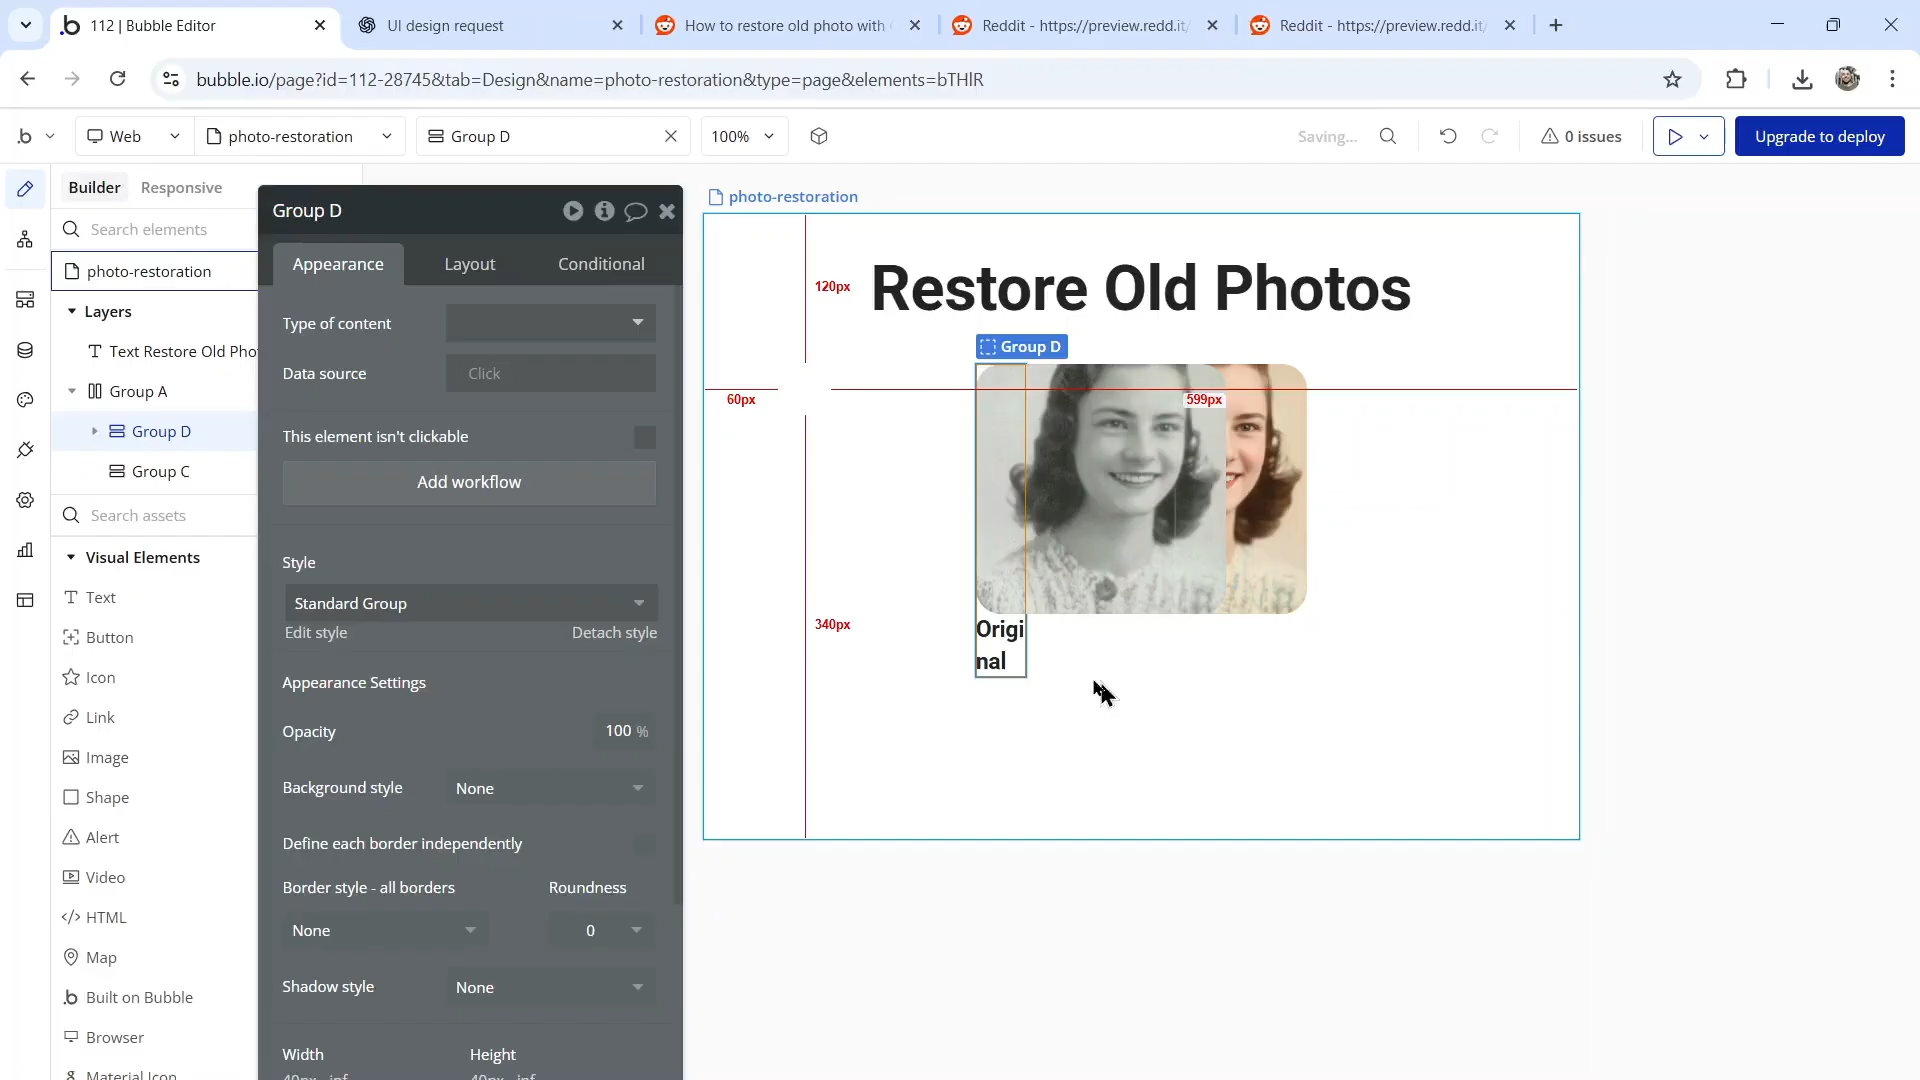 112 | Bubble Editor
UI design request
How to restore old photo with
Reddit - https://preview.redd.it/
Reddit - https://preview.redd.it/
bubble.io/page?id=112-28745&tab=Design&name=photo-restoration&type=page&elements=bTHlR
Web
photo-restoration
Group D
100%
Saving...
0 issues
Upgrade to deploy
Builder
Responsive
Search elements
photo-restoration
Layers
Text Restore Old Pho
Group A
Group D
Group C
Search assets
Visual Elements
Text
Button
Icon
Link
Image
Shape
Alert
Video
HTML
Map
Built on Bubble
Browser
Material Icon
Group D
Appearance
Layout
Conditional
Type of content
Data source
Click
This element isn't clickable
Add workflow
Style
Standard Group
Edit style
Detach style
Appearance Settings
Opacity
100 %
Background style
None
Define each border independently
Border style - all borders
Roundness
None
0
Shadow style
None
Width
Height
40px - inf
40px - inf
photo-restoration
120px
Restore Old Photos
Group D
60px
599px
340px
Origi
nal